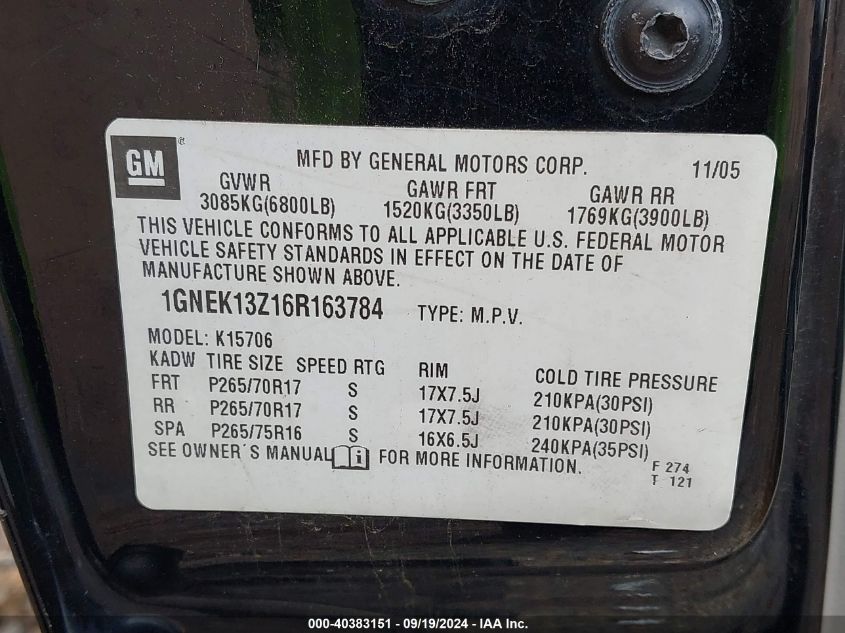 GM ®
MFD BY GENERAL MOTORS CORP. 11/05
GVWR GAWR FRT GAWR RR
3085KG(6800LB) 1520KG(3350LB) 1769KG(3900LB)
THIS VEHICLE CONFORMS TO ALL APPLICABLE U.S. FEDERAL MOTOR
VEHICLE SAFETY STANDARDS IN EFFECT ON THE DATE OF
MANUFACTURE SHOWN ABOVE.
1GNEK13Z16R163784 TYPE: M.P.V.
MODEL: K15706
KADW TIRE SIZE SPEED RTG RIM COLD TIRE PRESSURE
FRT P265/70R17 S 17X7.5J 210KPA(30PSI)
RR P265/70R17 S 17X7.5J 210KPA(30PSI)
SPA P265/75R16 S 16X6.5J 240KPA(35PSI)
SEE OWNER´S MANUAL i FOR MORE INFORMATION.
F 274
T 121
000-40383151 - 09/19/2024 - IAA Inc.